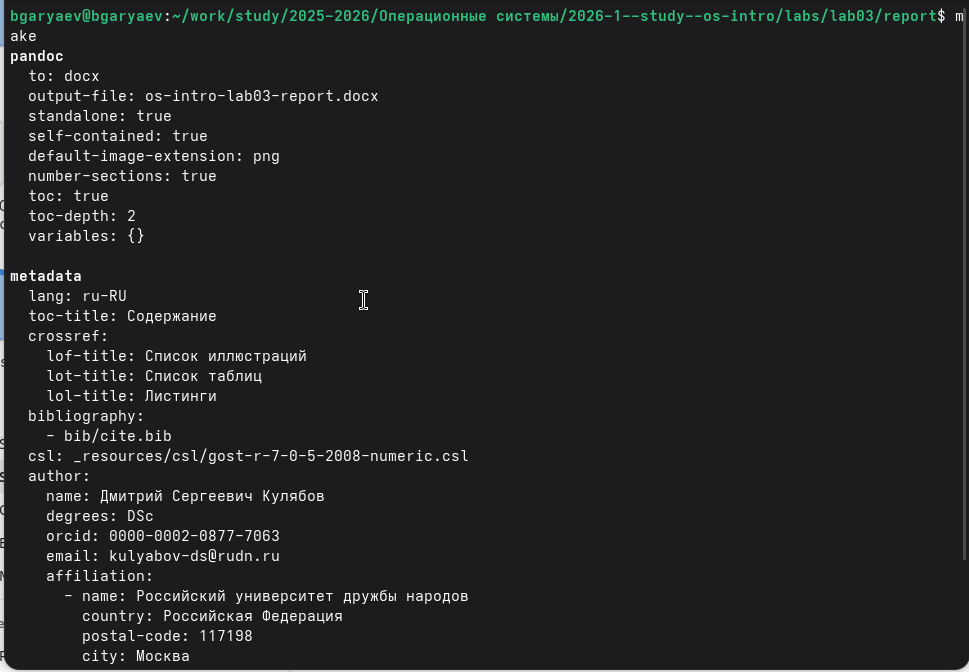 bgaryaev@bgaryaev:~/work/study/2025-2026/Операционные системы/2026-1--study--os-intro/labs/lab03/report$ m
ake
pandoc
  to: docx
  output-file: os-intro-lab03-report.docx
  standalone: true
  self-contained: true
  default-image-extension: png
  number-sections: true
  toc: true
  toc-depth: 2
  variables: {}

metadata
  lang: ru-RU
  toc-title: Содержание
  crossref:
    lof-title: Список иллюстраций
    lot-title: Список таблиц
    lol-title: Листинги
  bibliography:
    - bib/cite.bib
  csl: _resources/csl/gost-r-7-0-5-2008-numeric.csl
  author:
    name: Дмитрий Сергеевич Кулябов
    degrees: DSc
    orcid: 0000-0002-0877-7063
    email: kulyabov-ds@rudn.ru
    affiliation:
      - name: Российский университет дружбы народов
        country: Российская Федерация
        postal-code: 117198
        city: Москва